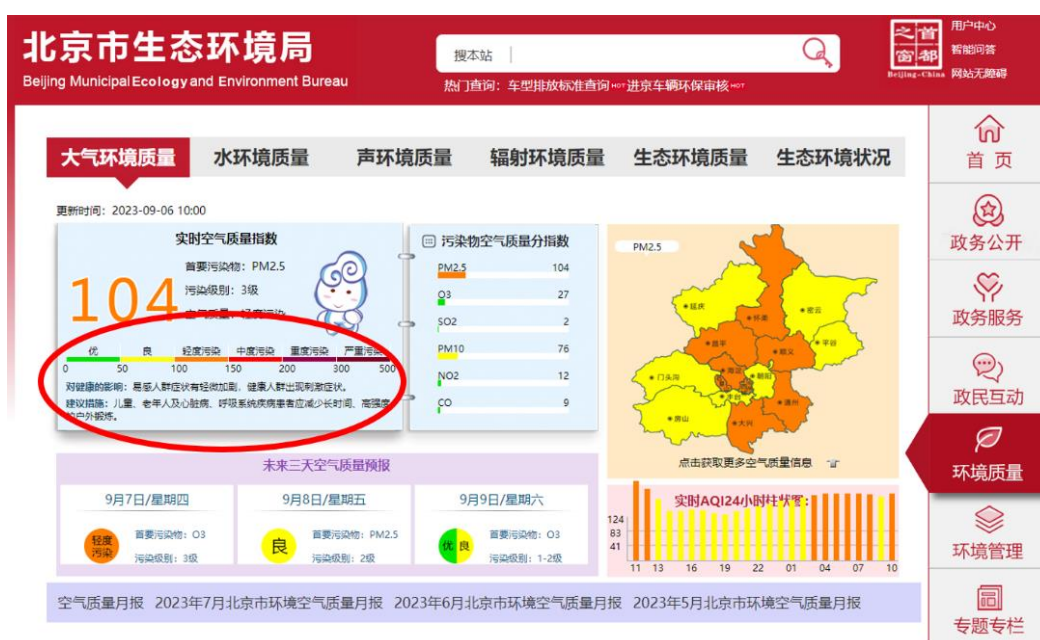 北京市生态环境局
Beijing Municipal Ecology and Environment Bureau
搜本站
热门查询：车型排放标准查询HOT 进京车辆环保审核HOT
之首
窗都
Beijing-China
用户中心
智能问答
网站无障碍
大气环境质量 水环境质量 声环境质量 辐射环境质量 生态环境质量 生态环境状况
更新时间：2023-09-06 10:00
实时空气质量指数
104
首要污染物：PM2.5
污染级别：3级
空气质量：轻度污染
优 良 轻度污染 中度污染 重度污染 严重污染
0 50 100 150 200 300 500
对健康的影响：易感人群症状有轻微加剧，健康人群出现刺激症状。
建议措施：儿童、老年人及心脏病、呼吸系统疾病患者应减少长时间、高强度
的户外锻炼。
污染物空气质量分指数
PM2.5 104
O3 27
SO2 2
PM10 76
NO2 12
CO 9
PM2.5
延庆
怀柔
密云
昌平
顺义
平谷
门头沟
海淀
朝阳
丰台
通州
房山
大兴
点击获取更多空气质量信息
未来三天空气质量预报
9月7日/星期四
轻度
污染
首要污染物：O3
污染级别：3级
9月8日/星期五
良
首要污染物：PM2.5
污染级别：2级
9月9日/星期六
优 良
首要污染物：O3
污染级别：1-2级
实时AQI24小时柱状图：
124
83
41
11 13 16 19 22 01 04 07 10
空气质量月报 2023年7月北京市环境空气质量月报 2023年6月北京市环境空气质量月报 2023年5月北京市环境空气质量月报
首 页
政务公开
政务服务
政民互动
环境质量
环境管理
专题专栏